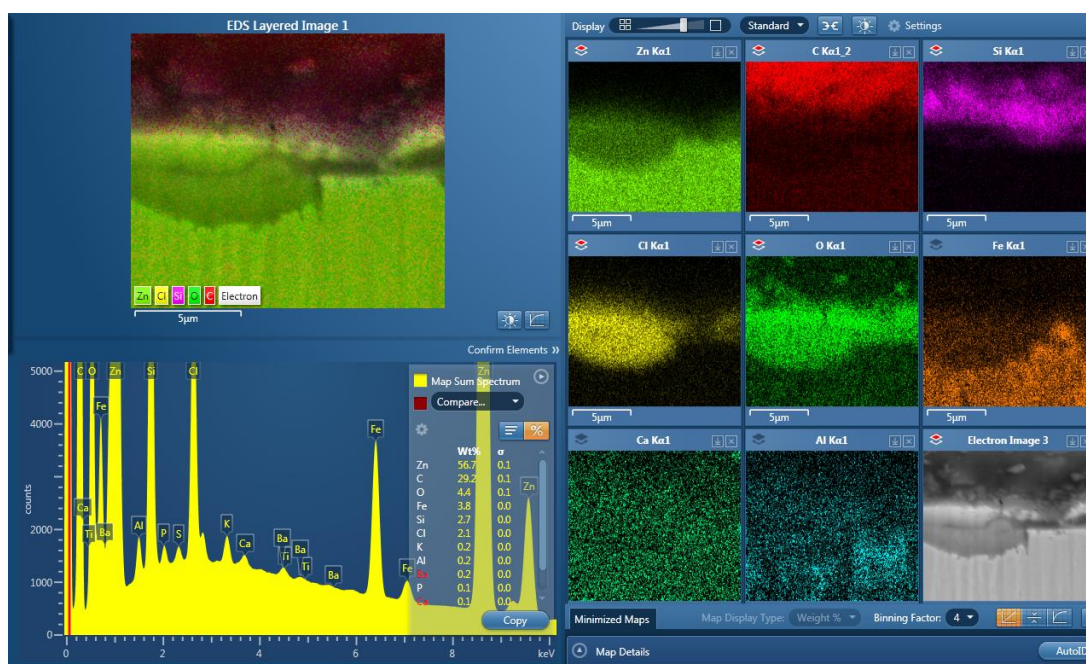 EDS Layered Image 1
Zn Cl Si O C Electron
5μm
Confirm Elements »
5000
4000
3000
2000
1000
0
counts
C O Zn Si Cl Zn
Fe
Ca
Ti Ba
Al P S
K
Ca
Ba
Ti
Ba
Ti
Ba
Fe
Fe
Zn
0 2 4 6 8 keV
Map Sum Spectrum
Compare...
%
Wt% σ
Zn 56.7 0.1
C 29.2 0.1
O 4.4 0.1
Fe 3.8 0.0
Si 2.7 0.0
Cl 2.1 0.0
K 0.2 0.0
Al 0.2 0.0
Ba 0.2 0.0
P 0.1 0.0
Ca 0.1 0.0
Copy
Display Standard Settings
Zn Kα1
5μm
C Kα1_2
5μm
Si Kα1
5μm
Cl Kα1
5μm
O Kα1
5μm
Fe Kα1
5μm
Ca Kα1
Al Kα1
Electron Image 3
Minimized Maps Map Display Type: Weight % Binning Factor: 4
Map Details